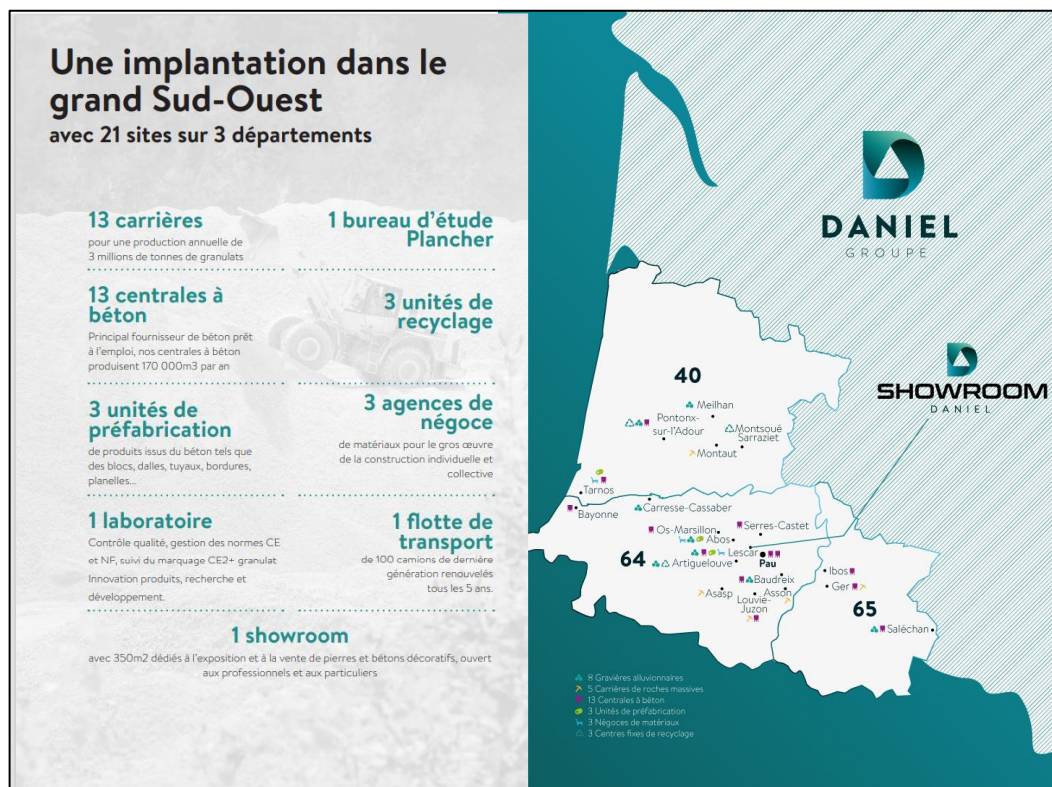 Une implantation dans le
grand Sud-Ouest
avec 21 sites sur 3 départements
13 carrières
pour une production annuelle de
3 millions de tonnes de granulats
1 bureau d'étude
Plancher
13 centrales à
béton
Principal fournisseur de béton prêt
à l'emploi, nos centrales à béton
produisent 170 000m3 par an
3 unités de
recyclage
3 unités de
préfabrication
de produits issus du béton tels que
des blocs, dalles, tuyaux, bordures,
planelles...
3 agences de
négoce
de matériaux pour le gros œuvre
de la construction individuelle et
collective
1 laboratoire
Contrôle qualité, gestion des normes CE
et NF, suivi du marquage CE2+ granulat
Innovation produits, recherche et
développement.
1 flotte de
transport
de 100 camions de dernière
génération renouvelés
tous les 5 ans.
1 showroom
avec 350m2 dédiés à l'exposition et à la vente de pierres et bétons décoratifs, ouvert
aux professionnels et aux particuliers
DANIEL
GROUPE
SHOWROOM
DANIEL
40
Meilhan
Pontonx-
sur-l'Adour
Montsoué
Sarraziet
Montaut
Tarnos
Bayonne
Carresse-Cassaber
Os-Marsillon
Serres-Castet
Abos
Lescar
64
Artiguelouve
Pau
Baudreix
Asasp
Asson
Louvie-
Juzon
Ibos
Ger
65
Saléchan
8 Gravières alluvionnaires
5 Carrières de roches massives
13 Centrales à béton
3 Unités de préfabrication
3 Négoces de matériaux
3 Centres fixes de recyclage